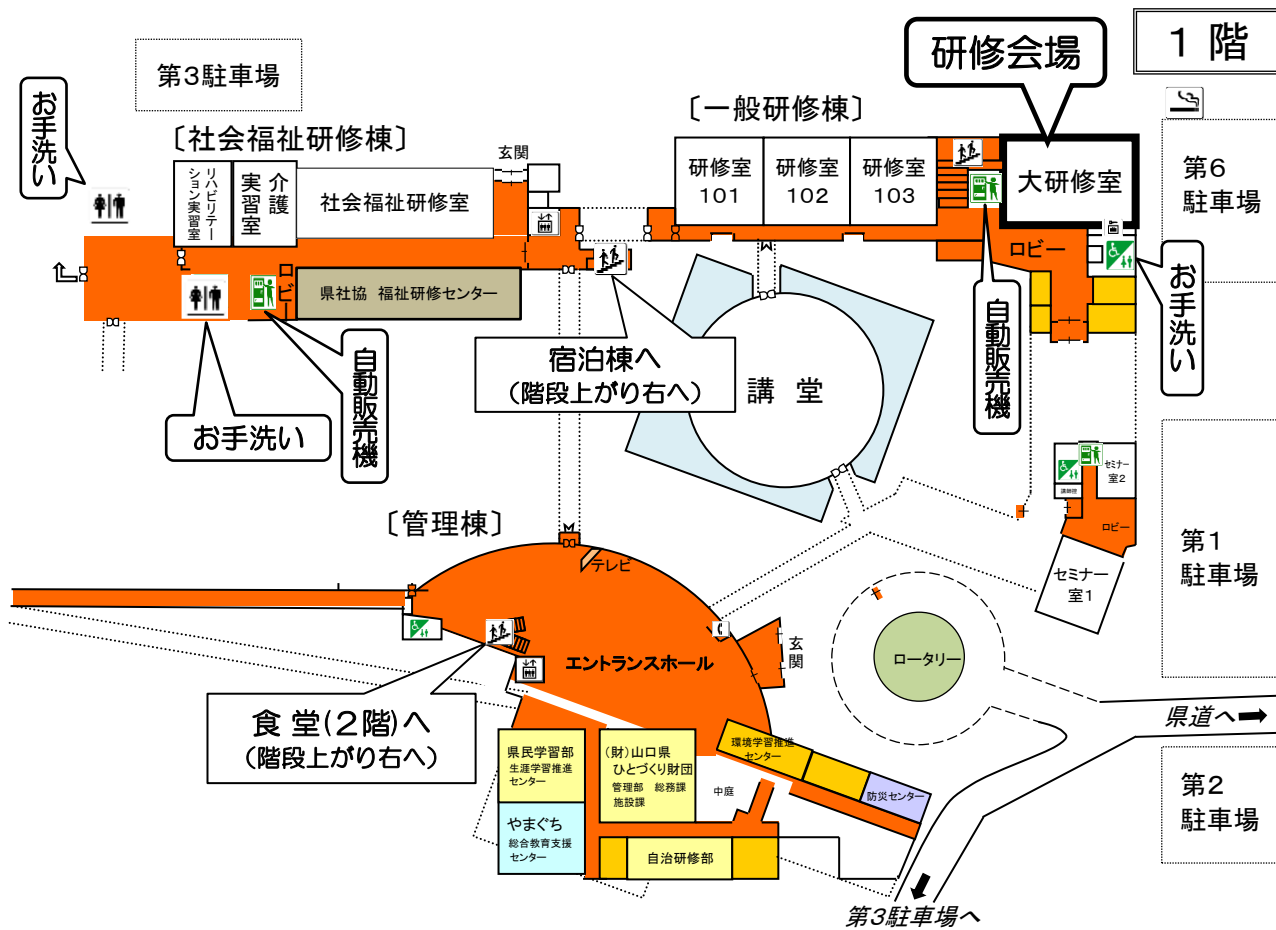 1 階
研修会場
第3駐車場
お手洗い
〔社会福祉研修棟〕
〔一般研修棟〕
玄関
リハビリテー
ション実習室
介護
実習室
社会福祉研修室
研修室
101
研修室
102
研修室
103
大研修室
第6
駐車場
ロビー
ロビー
県社協 福祉研修センター
お手洗い
自動販売機
宿泊棟へ
(階段上がり右へ)
講 堂
自動販売機
お手洗い
セミナー
室2
講師控
ロビー
セミナー
室1
第1
駐車場
〔管理棟〕
テレビ
エントランスホール
玄関
ロータリー
県道へ
食 堂(2階)へ
(階段上がり右へ)
県民学習部
生涯学習推進
センター
(財)山口県
ひとづくり財団
管理部 総務課
施設課
環境学習推進
センター
中庭
防災センター
第2
駐車場
やまぐち
総合教育支援
センター
自治研修部
第3駐車場へ